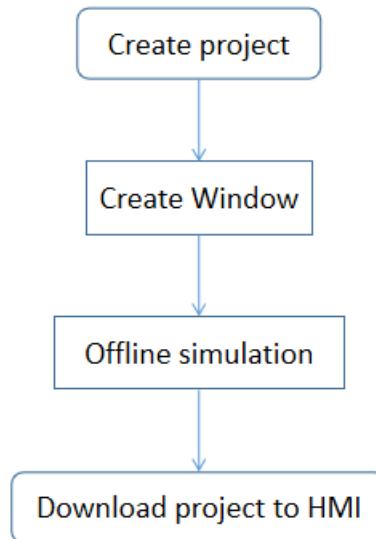 Create project
Create Window
Offline simulation
Download project to HMI